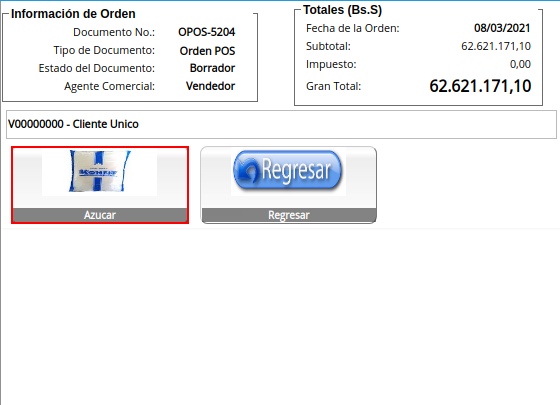 Información de Orden
Documento No.: OPOS-5204
Tipo de Documento: Orden POS
Estado del Documento: Borrador
Agente Comercial: Vendedor
Totales (Bs.S)
Fecha de la Orden: 08/03/2021
Subtotal: 62.621.171,10
Impuesto: 0,00
Gran Total: 62.621.171,10
V00000000 - Cliente Unico
Azucar
Regresar
Regresar